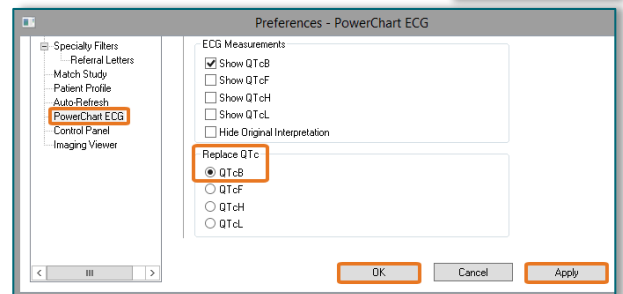 Preferences - PowerChart ECG
Specialty Filters
Referral Letters
Match Study
Patient Profile
Auto-Refresh
PowerChart ECG
Control Panel
Imaging Viewer
ECG Measurements
Show QTcB
Show QTcF
Show QTcH
Show QTcL
Hide Original Interpretation
Replace QTc
QTcB
QTcF
QTcH
QTcL
OK
Cancel
Apply